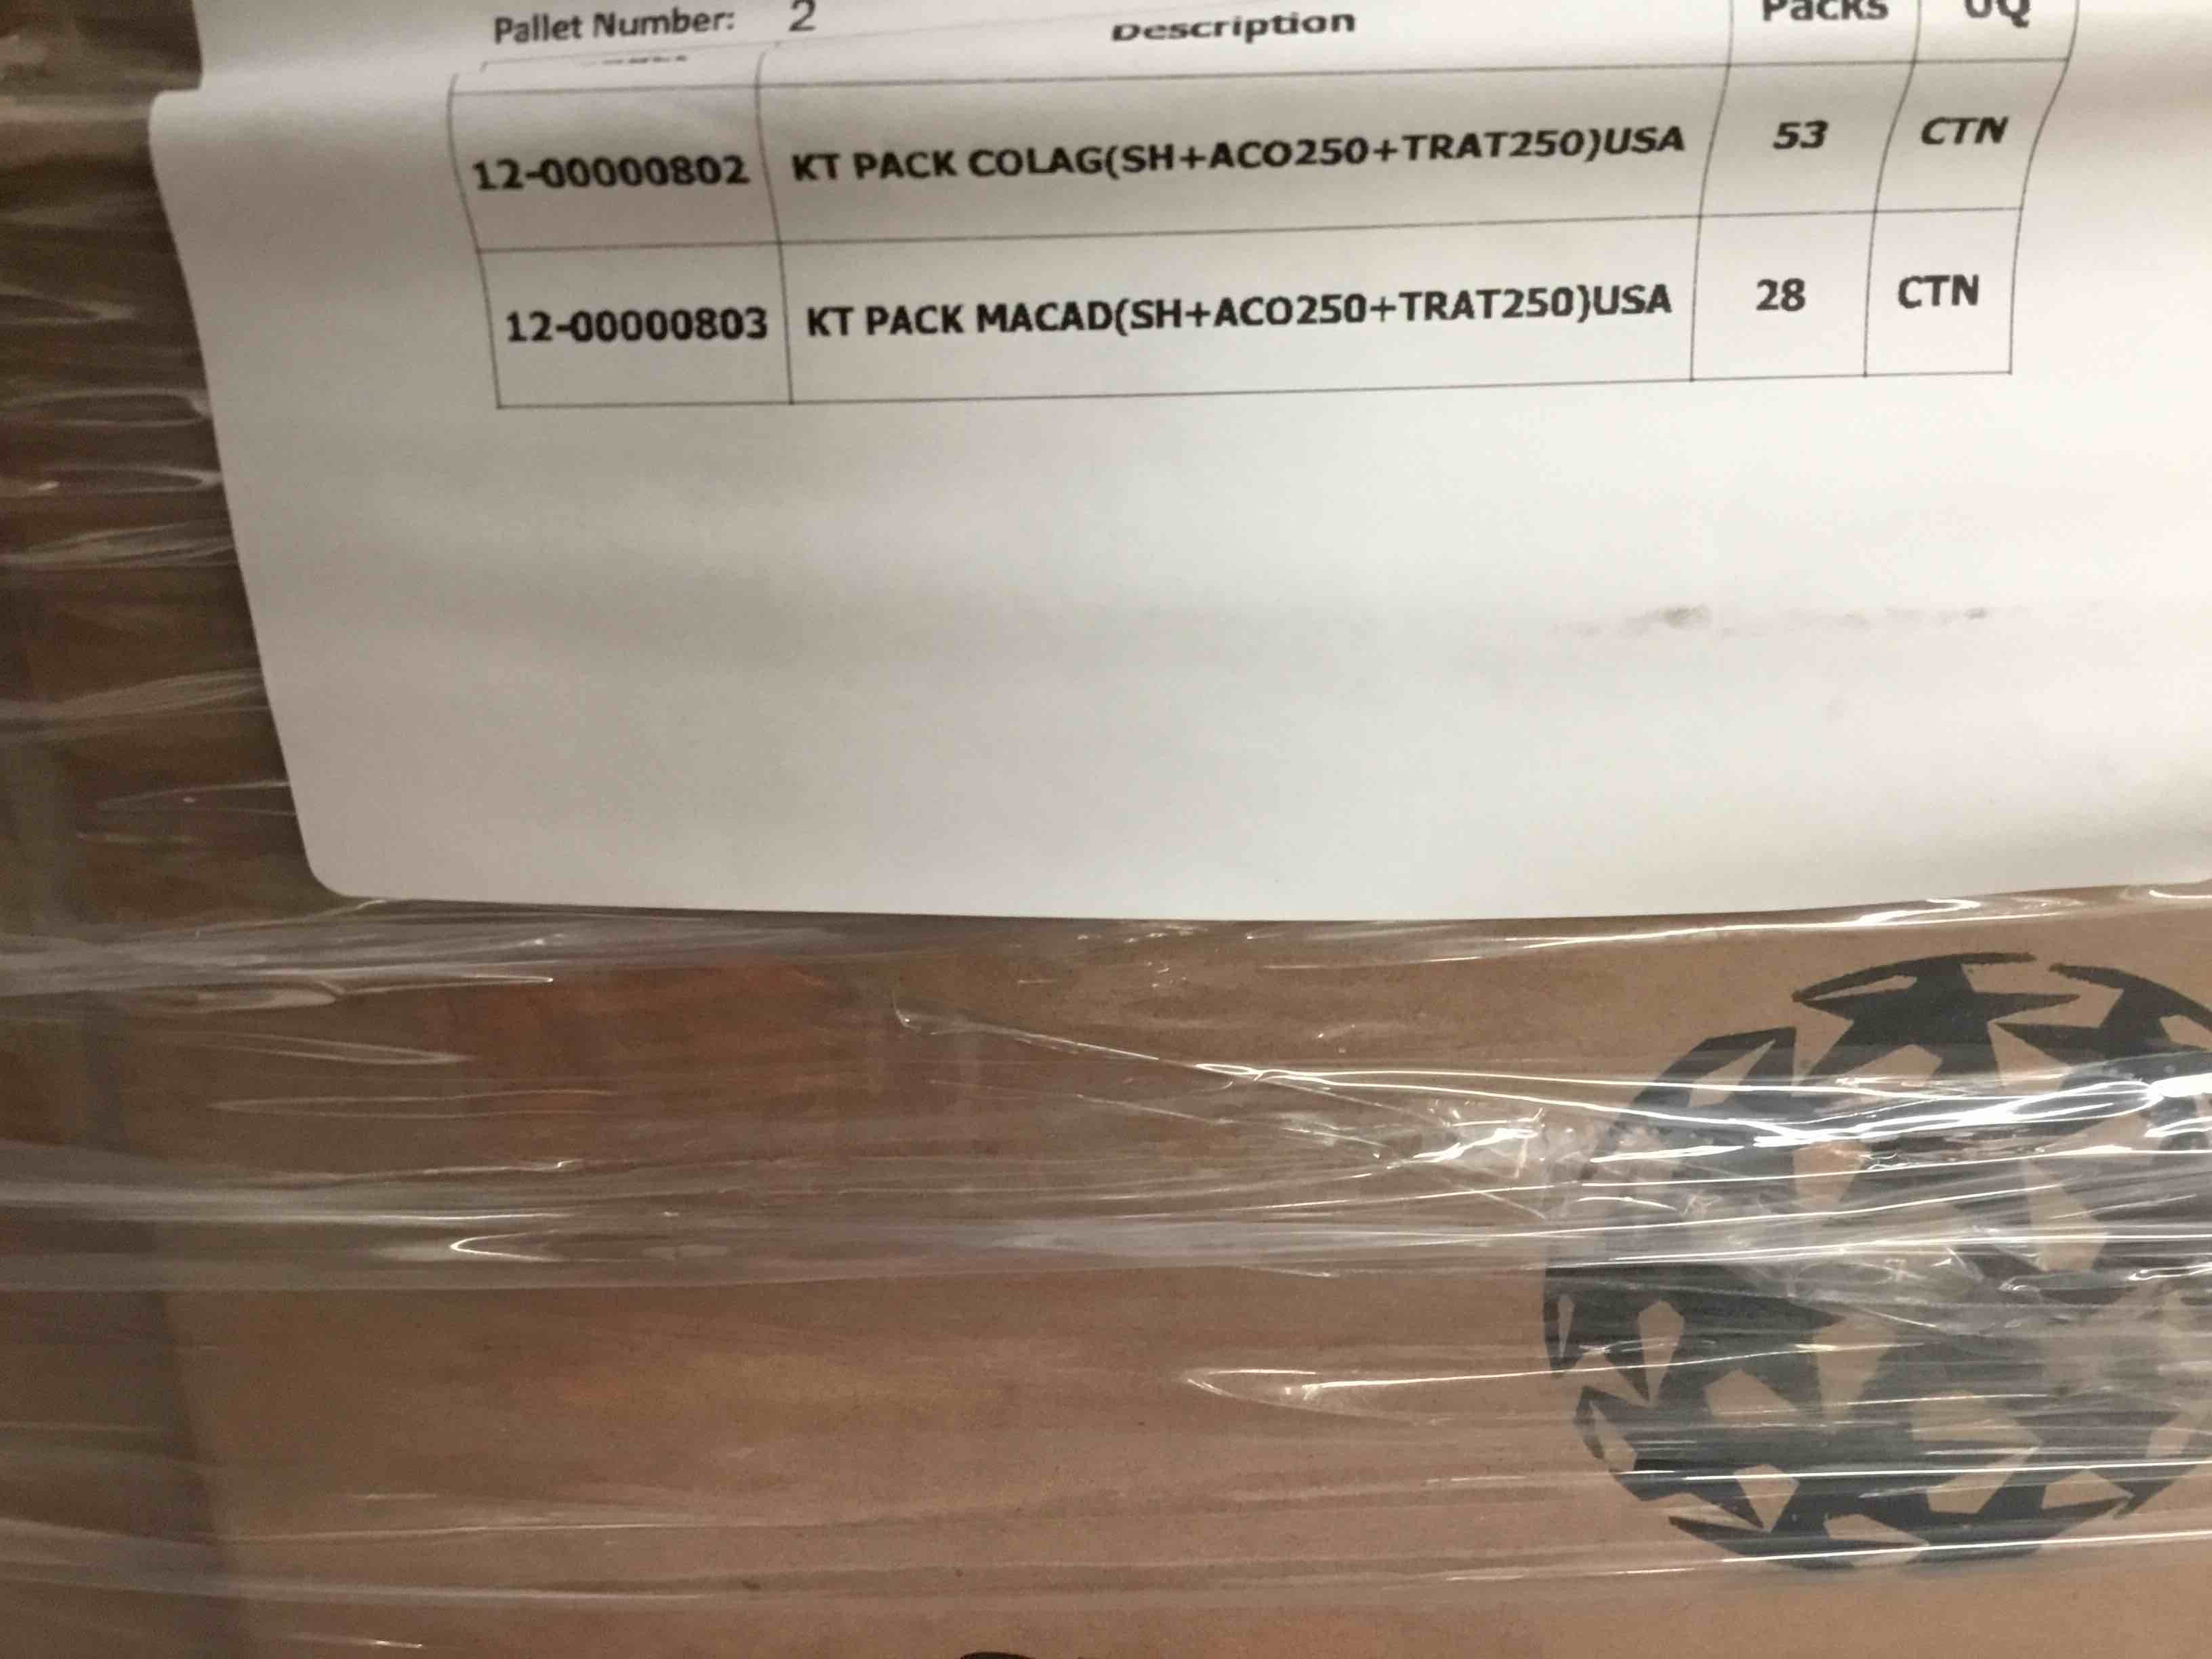 Pallet Number: 2
Description Packs UQ
12-00000802 KT PACK COLAG(SH+ACO250+TRAT250)USA 53 CTN
12-00000803 KT PACK MACAD(SH+ACO250+TRAT250)USA 28 CTN